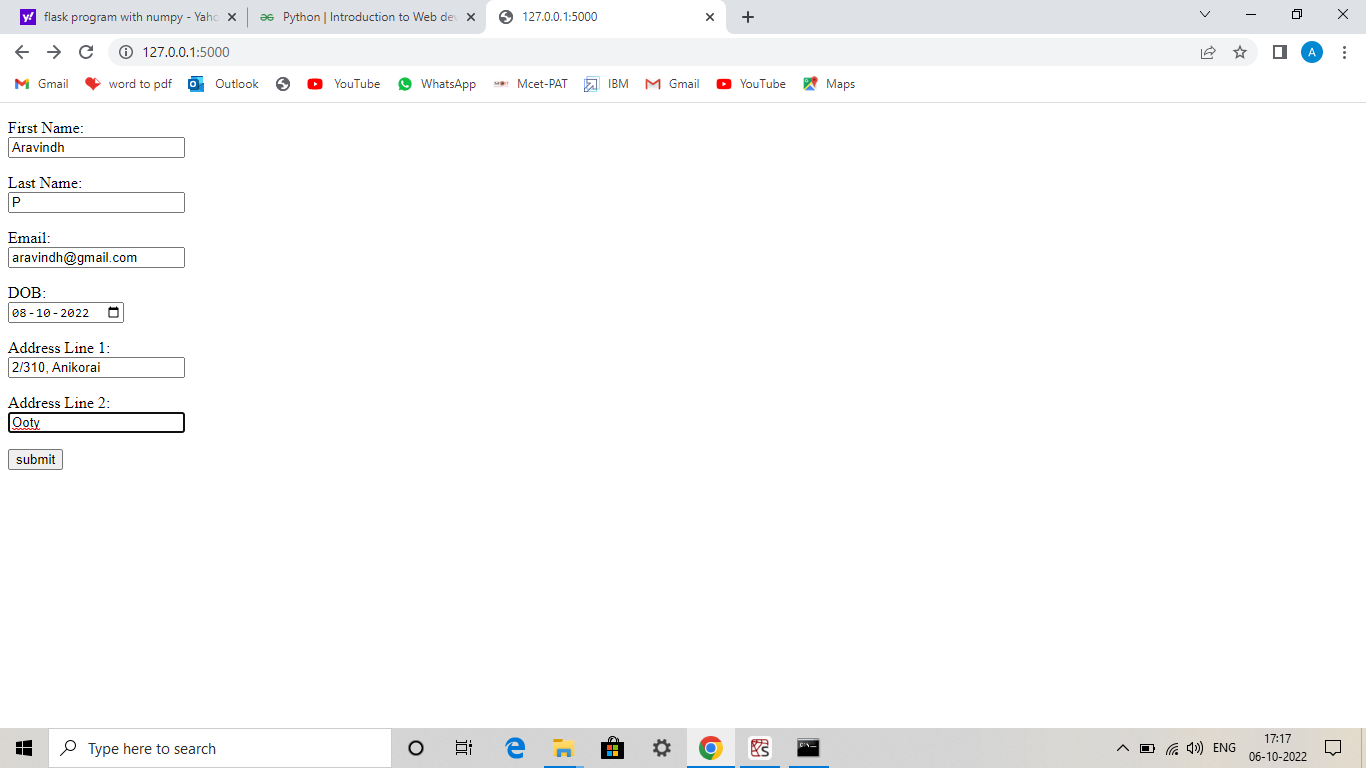 flask program with numpy - Yaho
Python | Introduction to Web dev
127.0.0.1:5000
127.0.0.1:5000
A
Gmail
word to pdf
Outlook
YouTube
WhatsApp
Mcet-PAT
IBM
Gmail
YouTube
Maps
First Name:
Aravindh
Last Name:
P
Email:
aravindh@gmail.com
DOB:
08-10-2022
Address Line 1:
2/310, Anikorai
Address Line 2:
Ooty
submit
Type here to search
ENG
17:17
06-10-2022